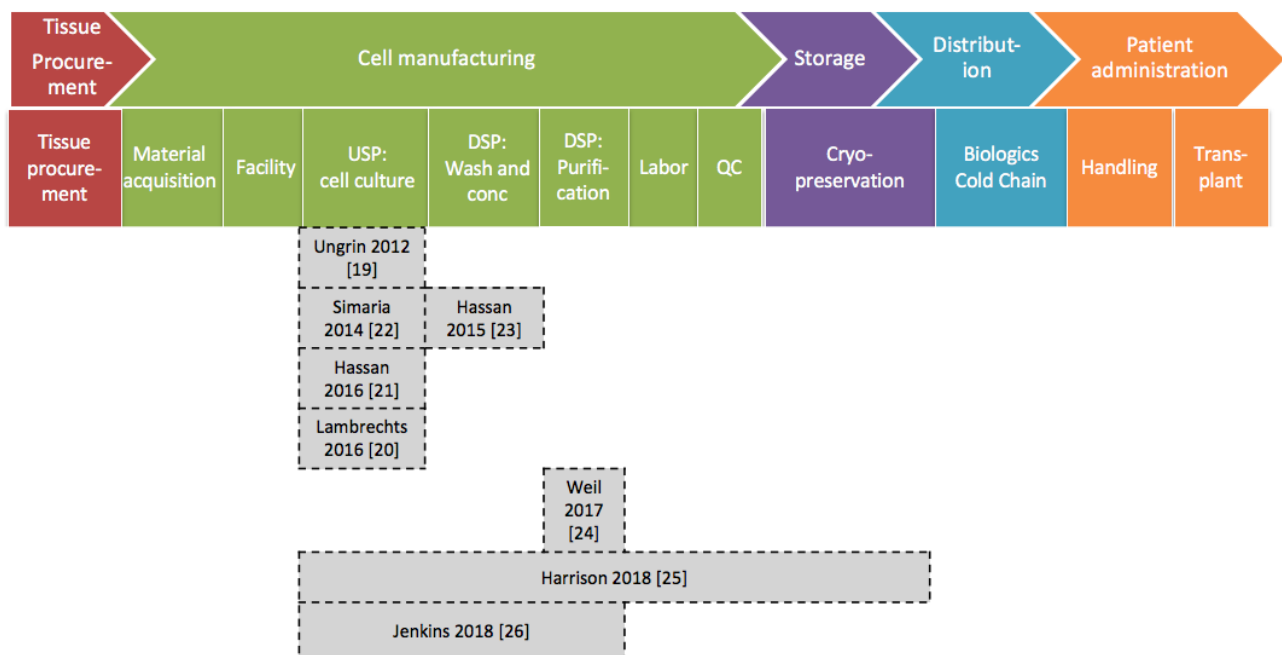 Tissue
Procure-
ment
Cell manufacturing
Storage
Distribut-
ion
Patient
administration
Tissue
procure-
ment
Material
acquisition
Facility
USP:
cell culture
DSP:
Wash and
conc
DSP:
Purifi-
cation
Labor
QC
Cryo-
preservation
Biologics
Cold Chain
Handling
Trans-
plant
Ungrin 2012
[19]
Simaria
2014 [22]
Hassan
2015 [23]
Hassan
2016 [21]
Lambrechts
2016 [20]
Weil
2017
[24]
Harrison 2018 [25]
Jenkins 2018 [26]